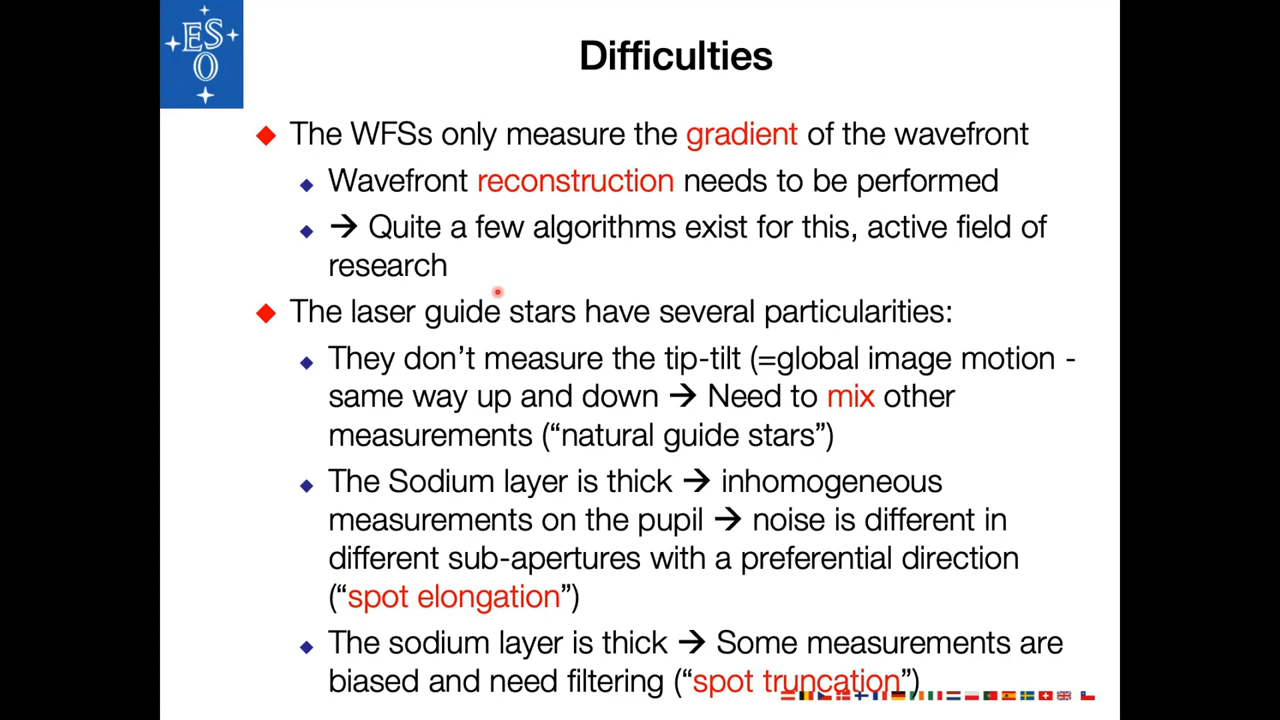 ES
O
Difficulties
The WFSs only measure the gradient of the wavefront
Wavefront reconstruction needs to be performed
→ Quite a few algorithms exist for this, active field of
research
The laser guide stars have several particularities:
They don’t measure the tip-tilt (=global image motion -
same way up and down → Need to mix other
measurements (“natural guide stars”)
The Sodium layer is thick → inhomogeneous
measurements on the pupil → noise is different in
different sub-apertures with a preferential direction
(“spot elongation”)
The sodium layer is thick → Some measurements are
biased and need filtering (“spot truncation”)